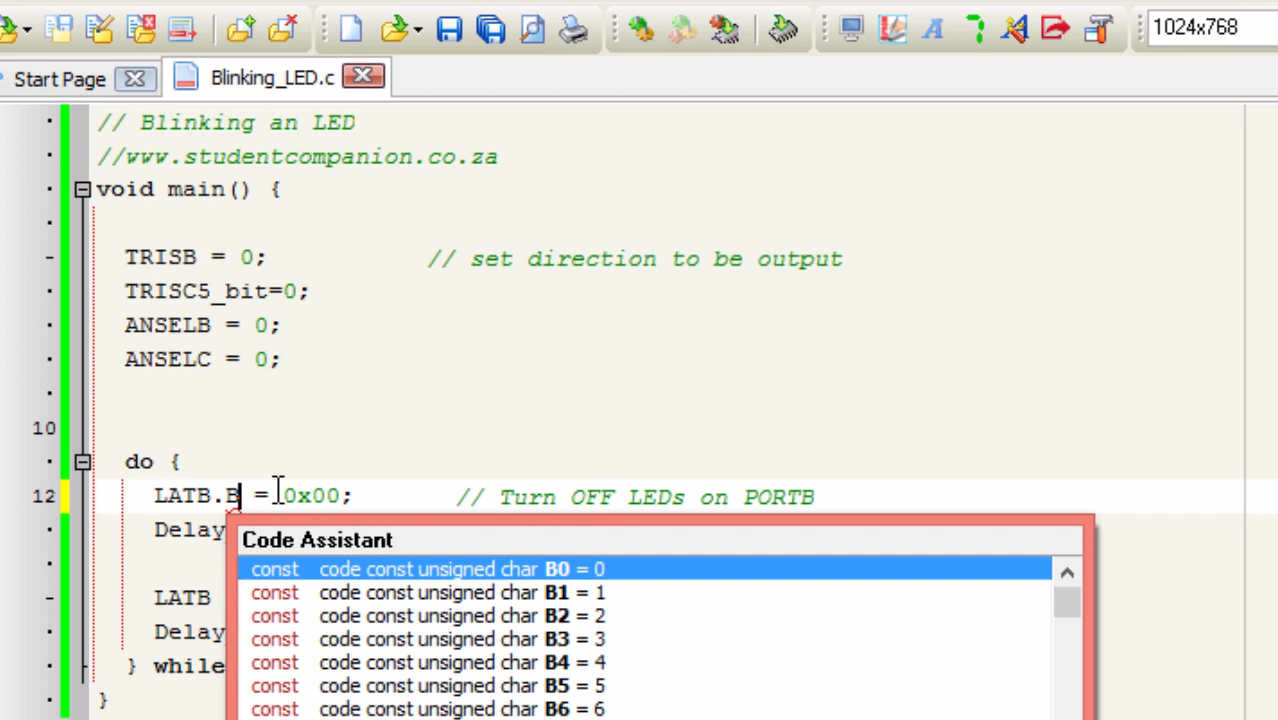 1024x768
Start Page
Blinking_LED.c
// Blinking an LED
//www.studentcompanion.co.za
void main() {
TRISB = 0; // set direction to be output
TRISC5_bit=0;
ANSELB = 0;
ANSELC = 0;
10
do {
12 LATB.B = 0x00; // Turn OFF LEDs on PORTB
Delay
Code Assistant
const code const unsigned char B0 = 0
const code const unsigned char B1 = 1
LATB
const code const unsigned char B2 = 2
Delay
const code const unsigned char B3 = 3
} while
const code const unsigned char B4 = 4
const code const unsigned char B5 = 5
}
const code const unsigned char B6 = 6